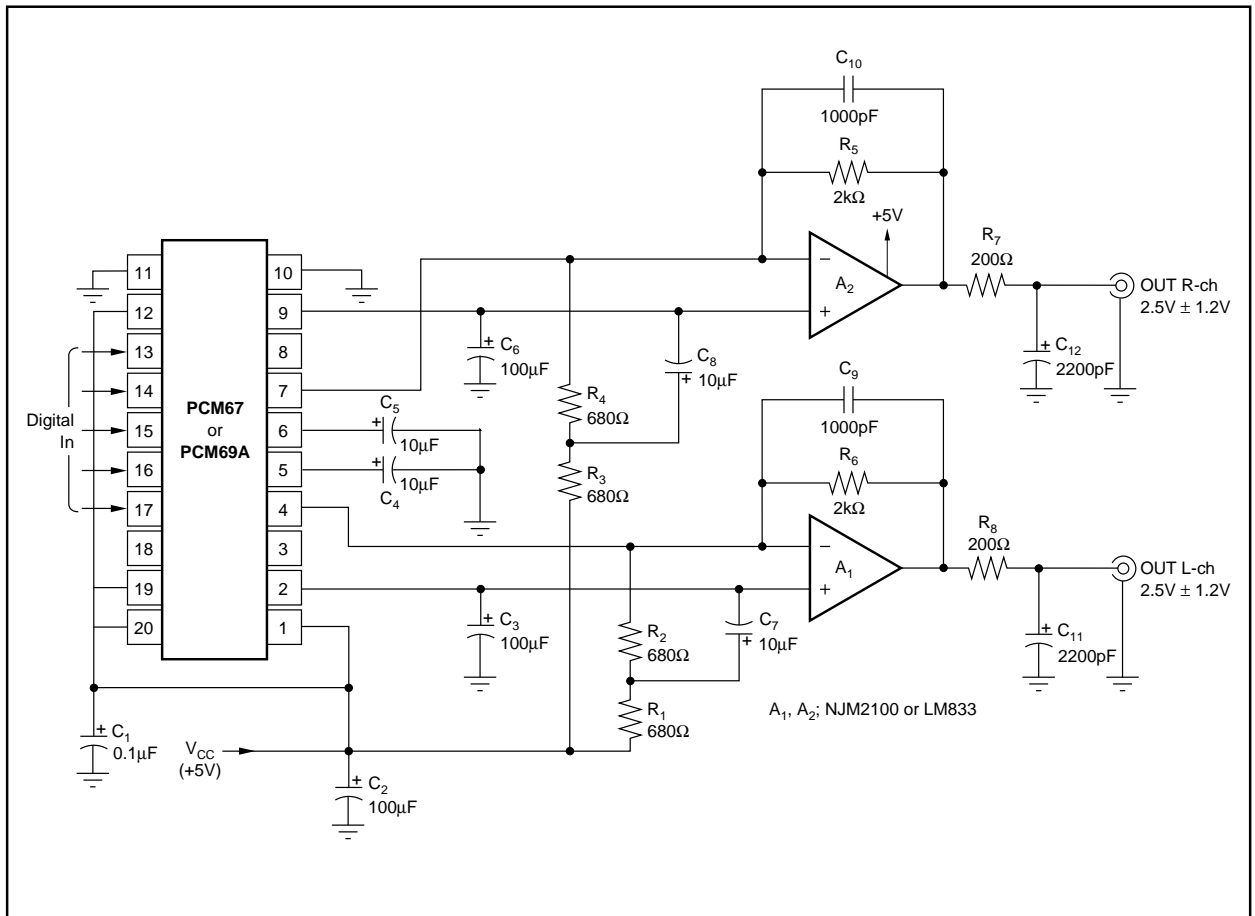 C10
1000pF
R5
2kΩ
+5V
R7
200Ω
−
A2
+
OUT R-ch
2.5V ± 1.2V
+
C12
2200pF
11
10
12
9
13
8
14
7
15
6
16
5
17
4
18
3
19
2
20
1
PCM67
or
PCM69A
Digital
In
+
C6
100µF
C8
+
10µF
R4
680Ω
C5
+
10µF
+
10µF
C4
R3
680Ω
C9
1000pF
R6
2kΩ
R8
200Ω
−
A1
+
OUT L-ch
2.5V ± 1.2V
+
C11
2200pF
+
C3
100µF
R2
680Ω
C7
+
10µF
R1
680Ω
A1, A2; NJM2100 or LM833
+
C1
0.1µF
VCC
(+5V)
+
C2
100µF